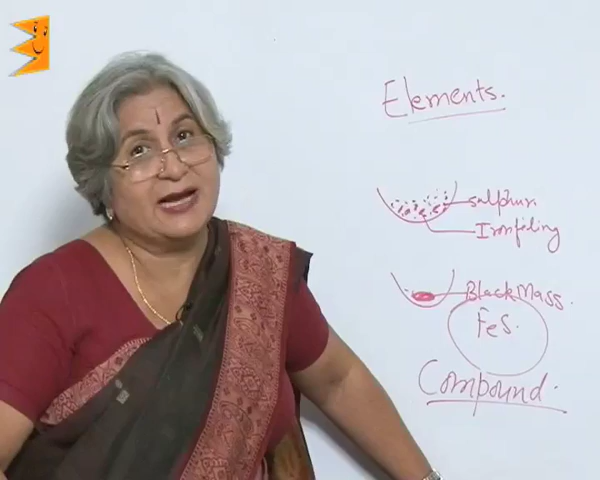 Elements.
Sulphur
Iron filing
Black Mass.
FeS.
Compound.